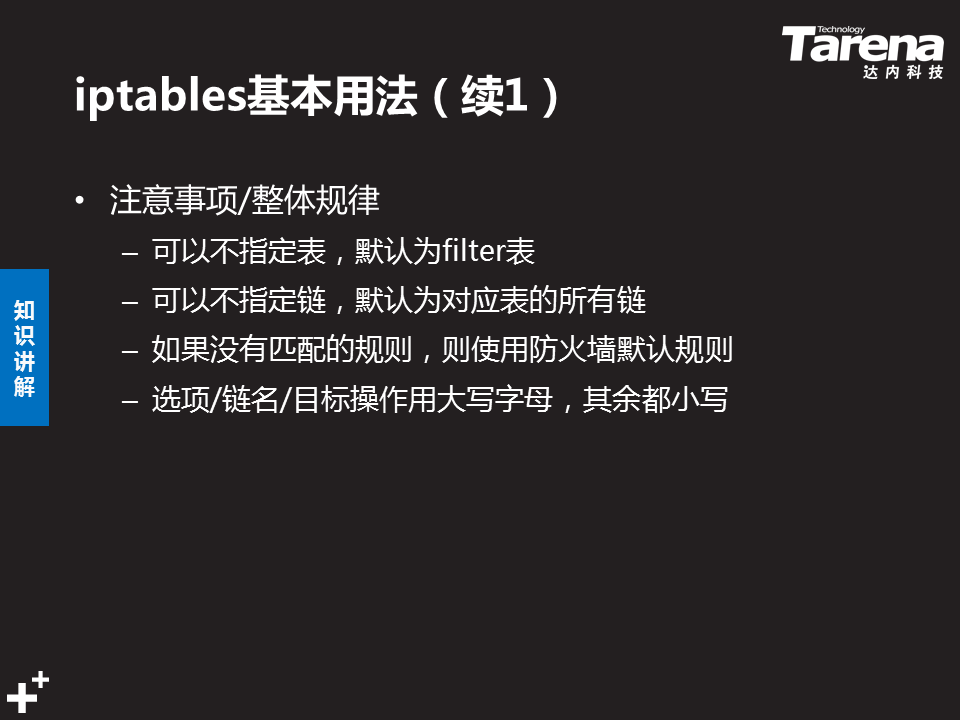 Technology
Tarena
达内科技
iptables基本用法（续1）
• 注意事项/整体规律
– 可以不指定表，默认为filter表
– 可以不指定链，默认为对应表的所有链
– 如果没有匹配的规则，则使用防火墙默认规则
– 选项/链名/目标操作用大写字母，其余都小写
知
识
讲
解